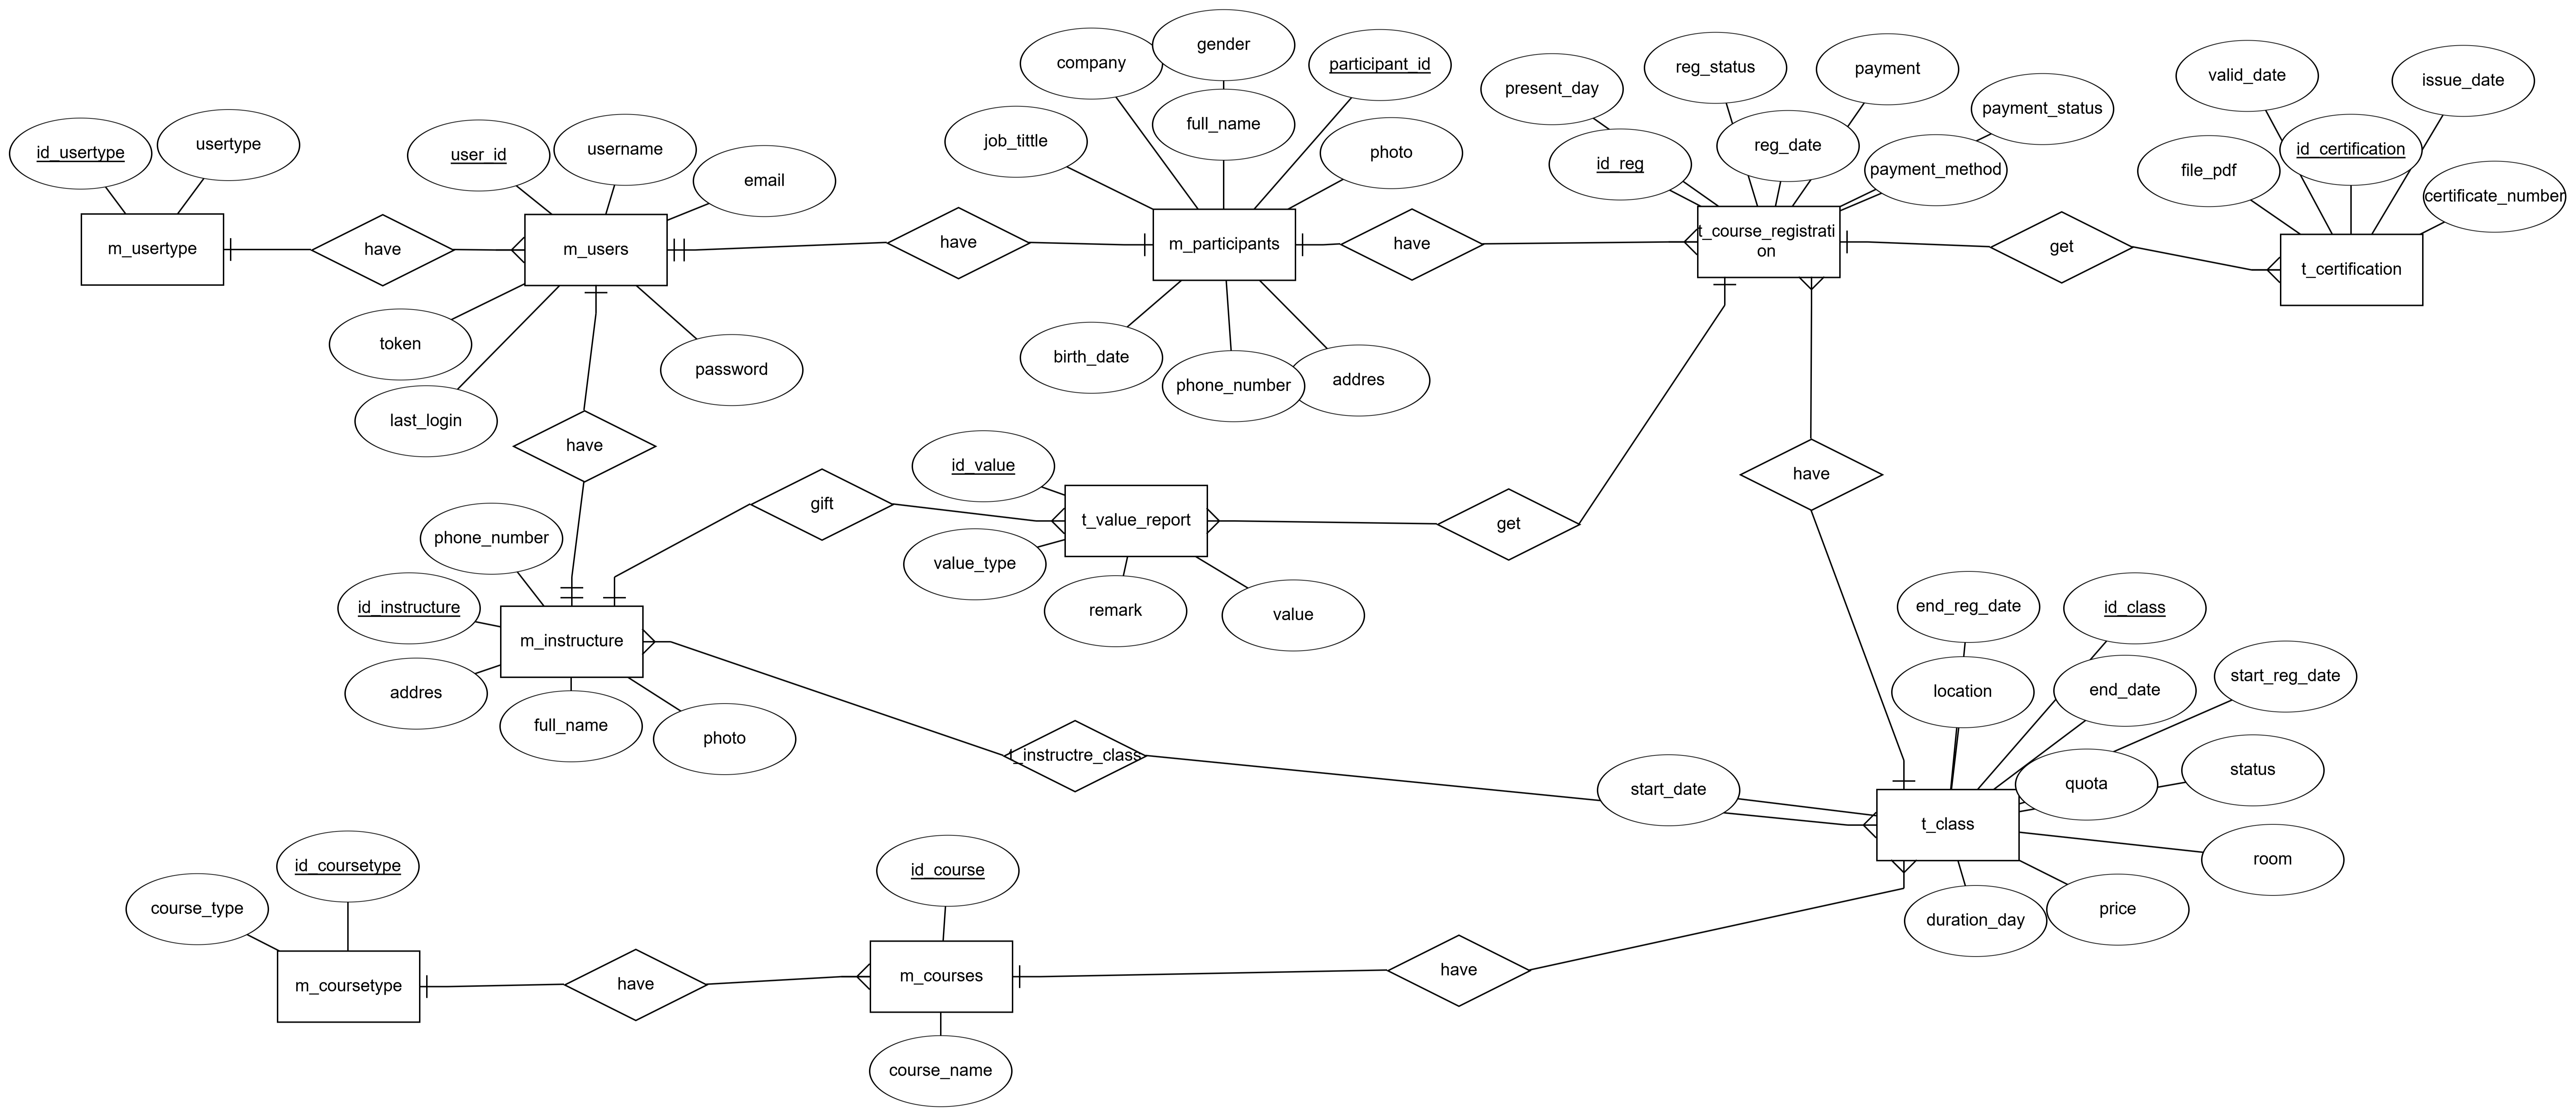 gender
company
participant_id
reg_status
payment
valid_date
issue_date
present_day
payment_status
full_name
usertype
id_usertype
user_id
username
job_tittle
photo
reg_date
id_reg
payment_method
id_certification
file_pdf
certificate_number
email
m_usertype
have
m_users
have
m_participants
have
t_course_registrati
on
get
t_certification
token
last_login
password
birth_date
phone_number
addres
have
id_value
gift
t_value_report
get
have
phone_number
value_type
remark
value
id_instructure
m_instructure
addres
full_name
photo
end_reg_date
id_class
location
end_date
start_reg_date
t_instructre_class
start_date
quota
status
t_class
room
duration_day
price
id_coursetype
course_type
id_course
m_coursetype
have
m_courses
have
course_name